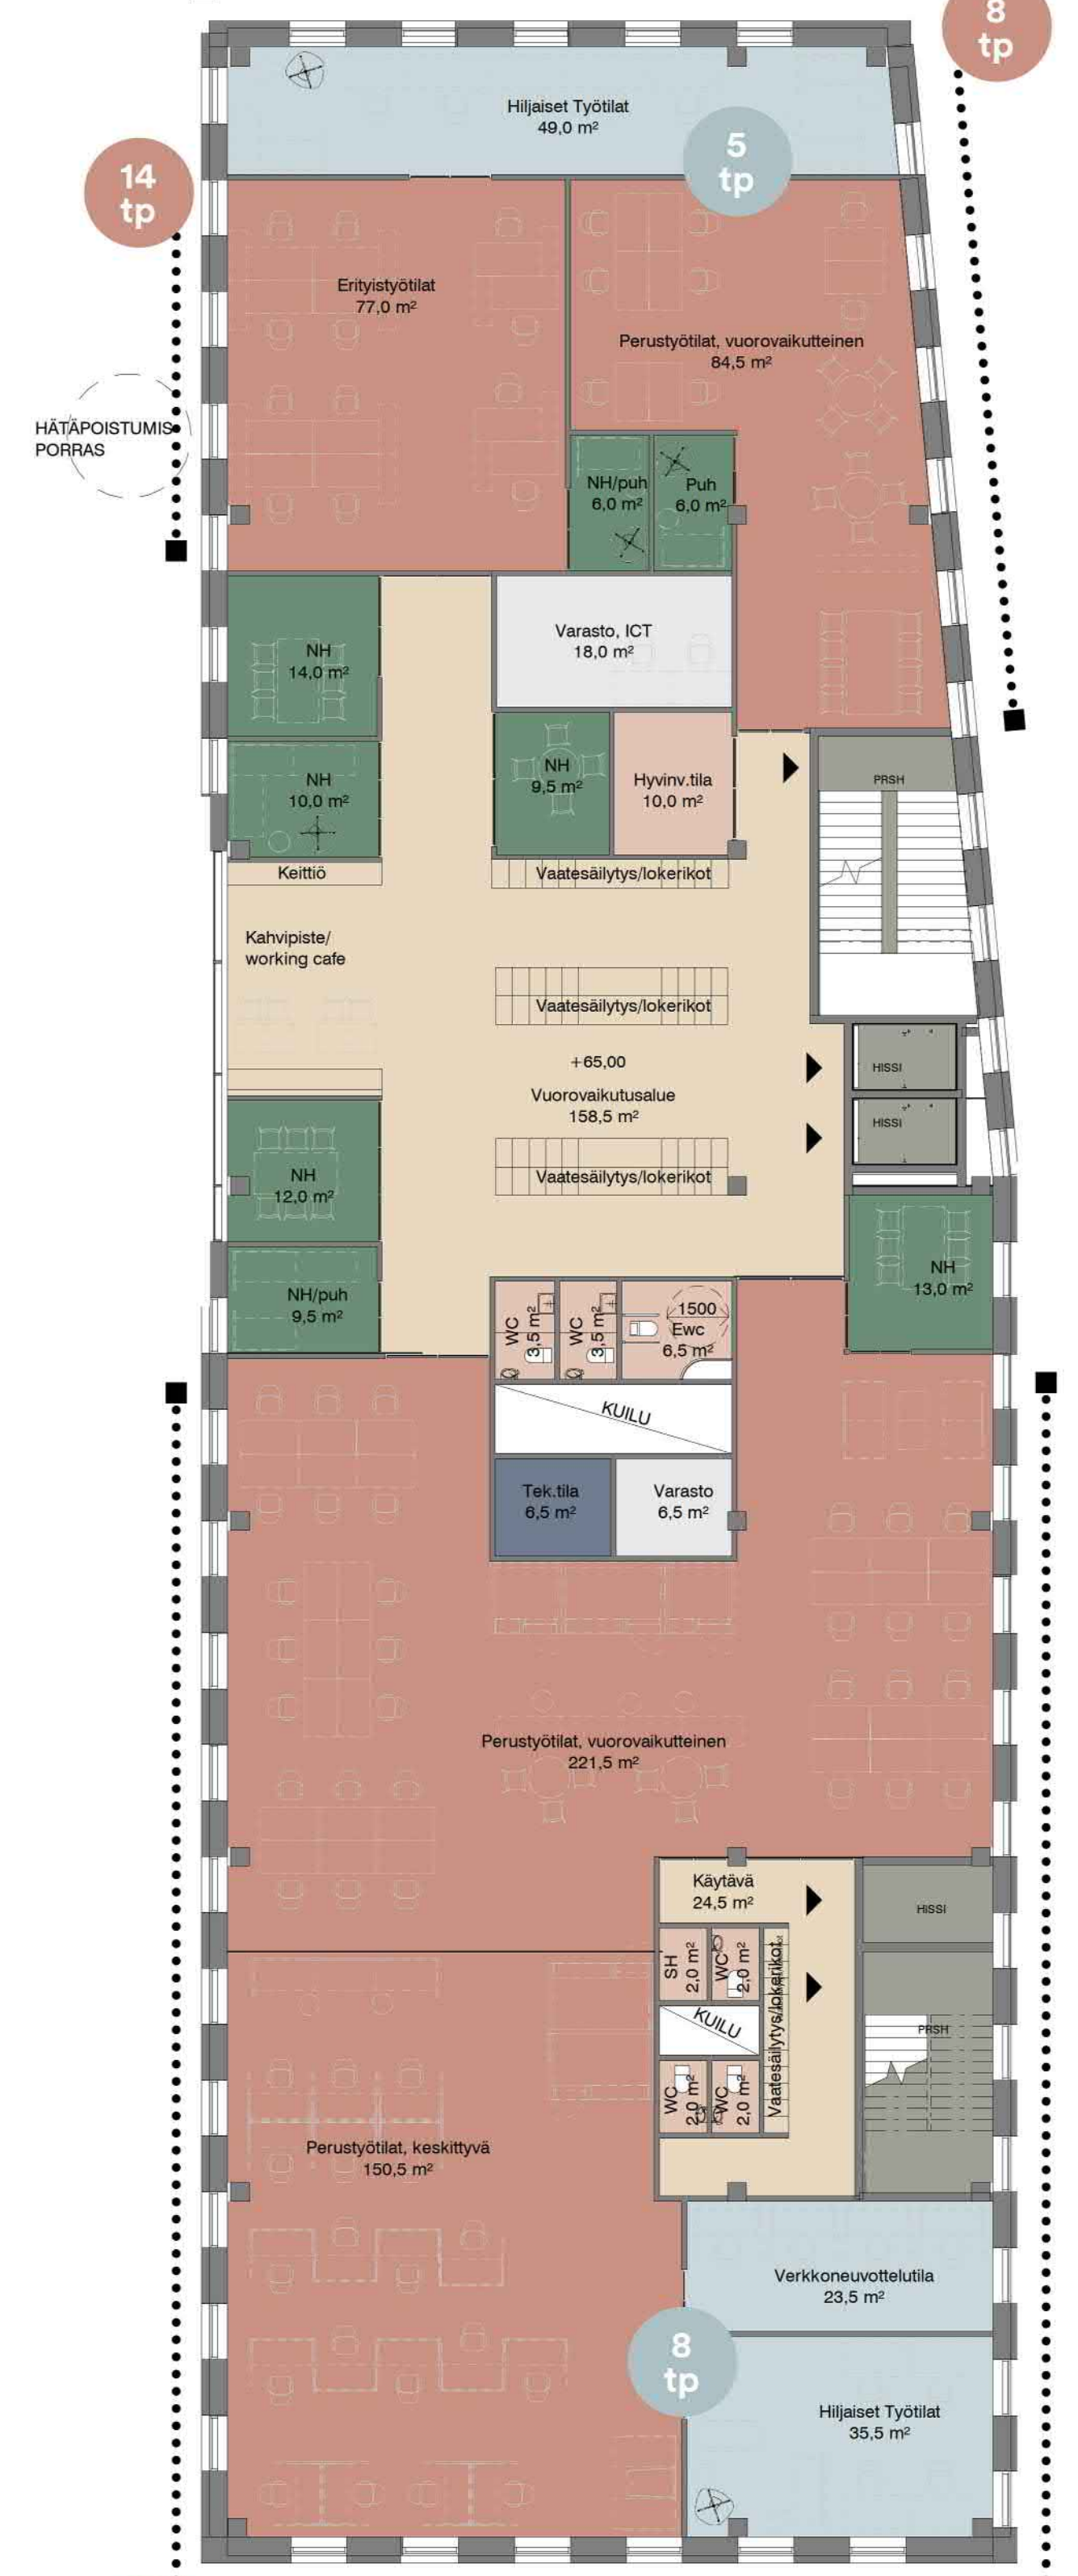 8
tp
Hiljaiset Työtilat
49,0 m²
5
tp
14
tp
Erityistyötilat
77,0 m²
Perustyötilat, vuorovaikutteinen
84,5 m²
HÄTÄPOISTUMIS
PORRAS
NH/puh
6,0 m²
Puh
6,0 m²
Varasto, ICT
18,0 m²
NH
14,0 m²
NH
10,0 m²
NH
9,5 m²
Hyvinv.tila
10,0 m²
PRSH
Keittiö
Vaatesäilytys/lokerikot
Kahvipiste/
working cafe
Vaatesäilytys/lokerikot
+65,00
Vuorovaikutusalue
158,5 m²
HISSI
HISSI
Vaatesäilytys/lokerikot
NH
12,0 m²
NH
13,0 m²
NH/puh
9,5 m²
WC
3,5 m²
WC
3,5 m²
1500
Ewc
6,5 m²
KUILU
Tek.tila
6,5 m²
Varasto
6,5 m²
Perustyötilat, vuorovaikutteinen
221,5 m²
Käytävä
24,5 m²
HISSI
SH
2,0 m²
WC
2,0 m²
Vaatesäilytys/lokerikot
KUILU
PRSH
WC
2,0 m²
WC
2,0 m²
Perustyötilat, keskittyvä
150,5 m²
Verkkoneuvottelutila
23,5 m²
8
tp
Hiljaiset Työtilat
35,5 m²